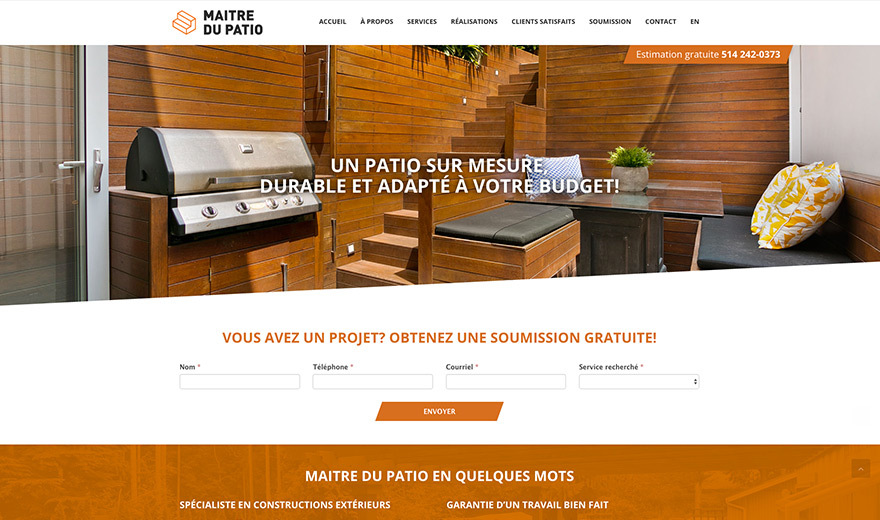 MAITRE
DU PATIO
ACCUEIL À PROPOS SERVICES RÉALISATIONS CLIENTS SATISFAITS SOUMISSION CONTACT EN
Estimation gratuite 514 242-0373
UN PATIO SUR MESURE,
DURABLE ET ADAPTÉ À VOTRE BUDGET!
VOUS AVEZ UN PROJET? OBTENEZ UNE SOUMISSION GRATUITE!
Nom * Téléphone * Courriel * Service recherché *
ENVOYER
MAITRE DU PATIO EN QUELQUES MOTS
SPÉCIALISTE EN CONSTRUCTIONS EXTÉRIEURS GARANTIE D'UN TRAVAIL BIEN FAIT